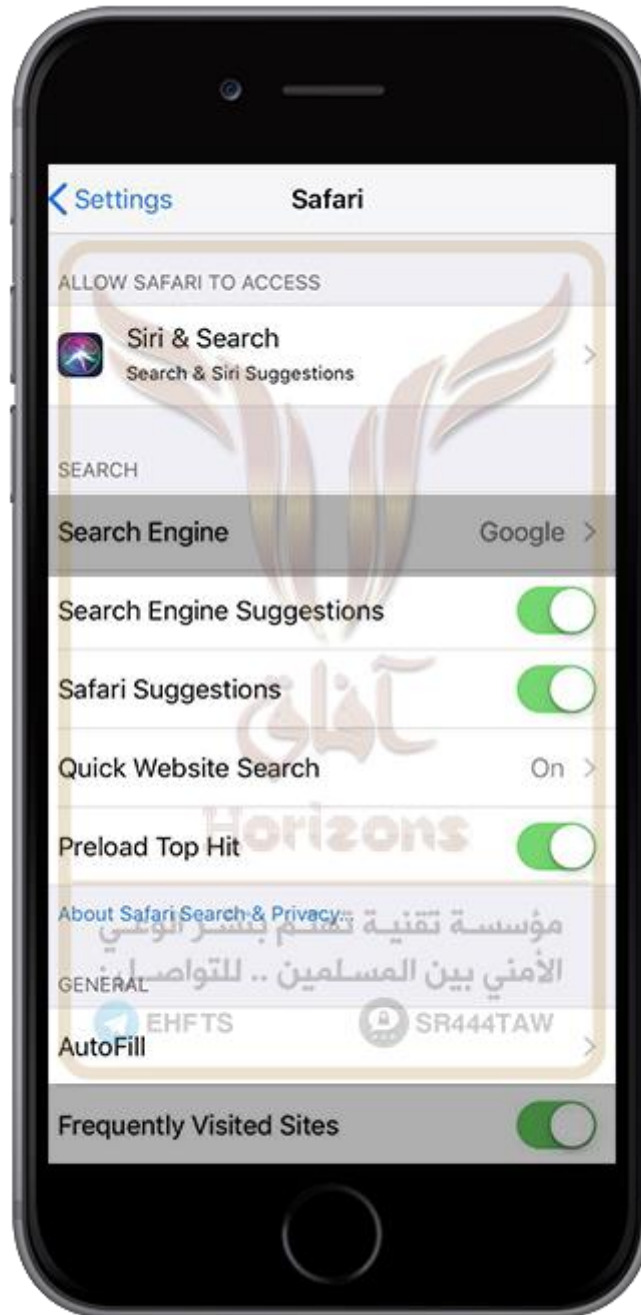 Settings
Safari
ALLOW SAFARI TO ACCESS
Siri & Search
Search & Siri Suggestions
SEARCH
Search Engine Google
Search Engine Suggestions
Safari Suggestions
آفاق
Quick Website Search On
Horizons
Preload Top Hit
About Safari Search & Privacy...
مؤسسة تقنية تهتم بنشر الوعي
الأمني بين المسلمين .. للتواصل :
GENERAL
EHFTS SR444TAW
AutoFill
Frequently Visited Sites